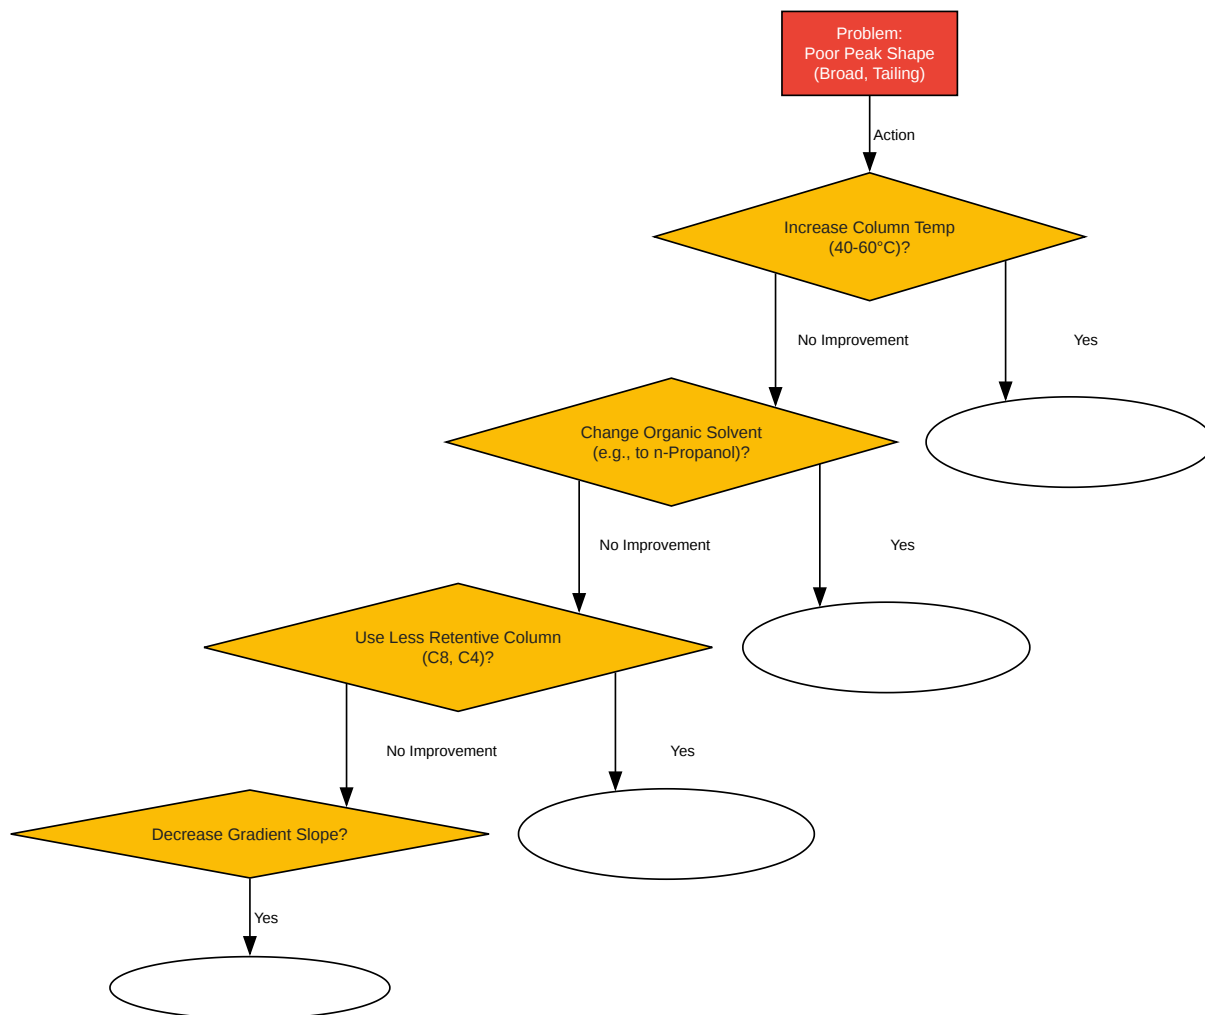 Problem:
Poor Peak Shape
(Broad, Tailing)
Action
Increase Column Temp
(40-60°C)?
No Improvement
Yes
Change Organic Solvent
(e.g., to n-Propanol)?
No Improvement
Yes
Use Less Retentive Column
(C8, C4)?
No Improvement
Yes
Decrease Gradient Slope?
Yes